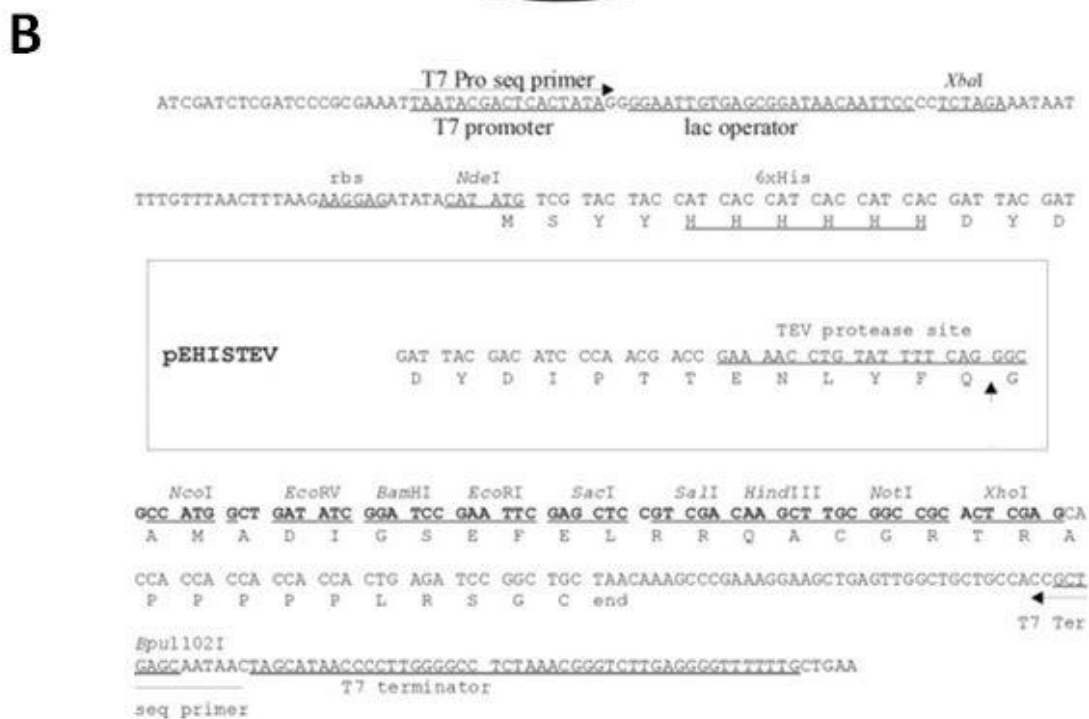 B
T7 Pro seq primer XbaI
ATCGATCTCGATCCCGCGAAATTAATACGACTCACTATAGGGGAATTGTGAGCGGATAACAATTCCCCTCTAGAAATAAT
T7 promoter lac operator
rbs NdeI 6xHis
TTTGTTTAACTTTAAGAAGGAGATATACAT ATG TCG TAC TAC CAT CAC CAT CAC CAT CAC GAT TAC GAT
M S Y Y H H H H H H D Y D
TEV protease site
pEHISTEV GAT TAC GAC ATC CCA ACG ACC GAA AAC CTG TAT TTT CAG GGC
D Y D I P T T E N L Y F Q G
NcoI EcoRV BamHI EcoRI SacI SalI HindIII NotI XhoI
GCC ATG GCT GAT ATC GGA TCC GAA TTC GAG CTC CGT CGA CAA GCT TGC GGC CGC ACT CGAG CA
A M A D I G S E F E L R R Q A C G R T R A
CCA CCA CCA CCA CCA CTG AGA TCC GGC TGC TAACAAAGCCCGAAAGGAAGCTGAGTTGGCTGCTGCCACCGCT
P P P P P L R S G C end
T7 Ter
Bpu1102I
GAGCAATAACTAGCATAACCCCTTGGGGCC TCTAAACGGGTCTTGAGGGGTTTTTTGCTGAA
T7 terminator
seq primer